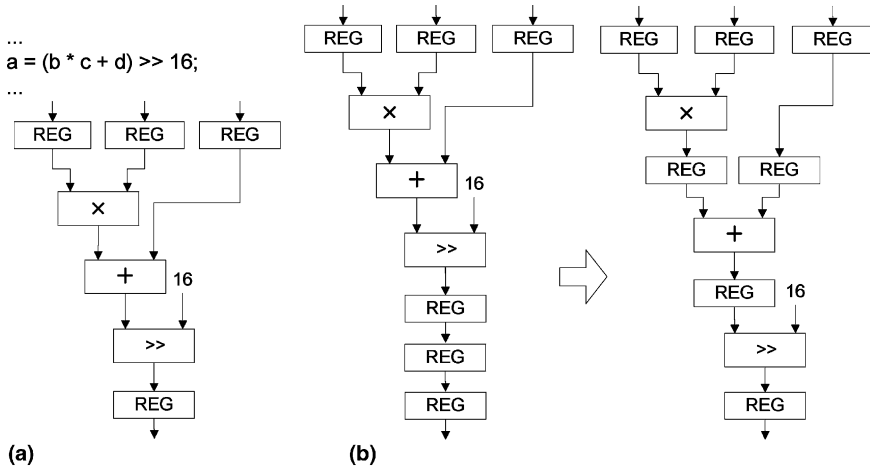 ...
a = (b * c + d) >> 16;
...
REG REG REG
×
+
16
>>
REG
(a)
REG REG REG
×
+
16
>>
REG
REG
REG
(b)
REG REG REG
×
REG REG
+
REG
16
>>
REG